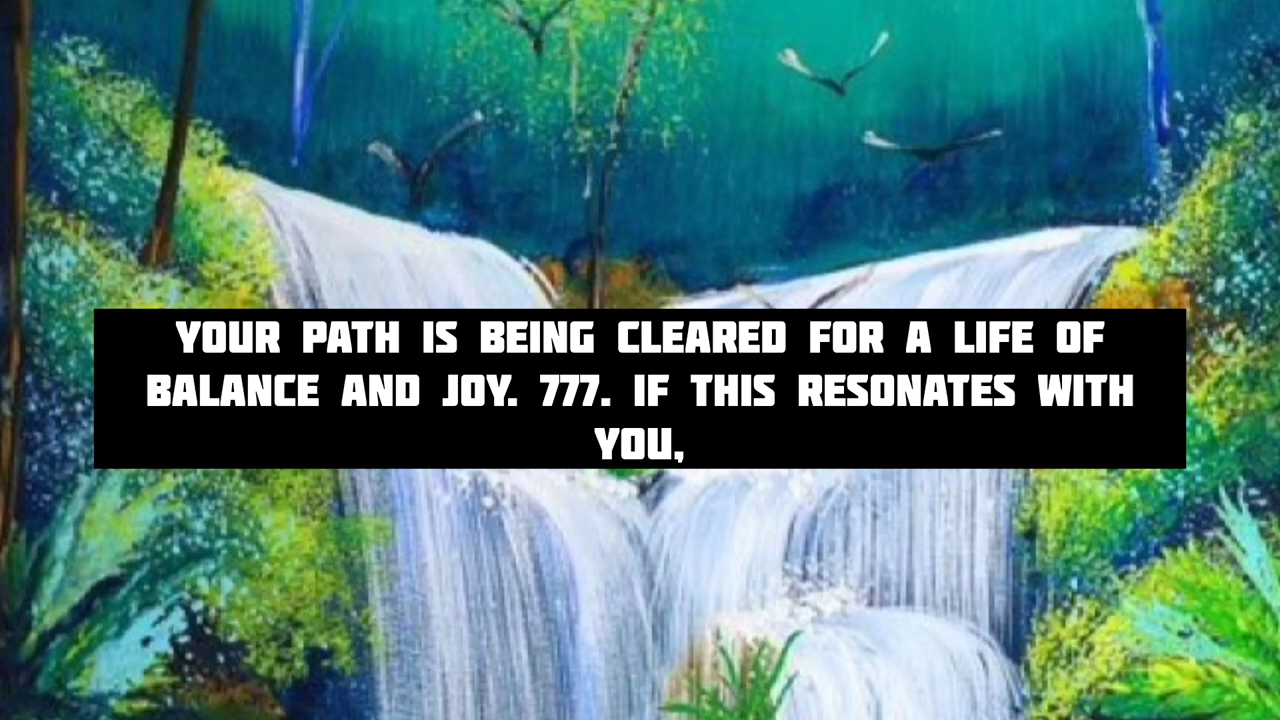 YOUR PATH IS BEING CLEARED FOR A LIFE OF
BALANCE AND JOY. 777. IF THIS RESONATES WITH
YOU,